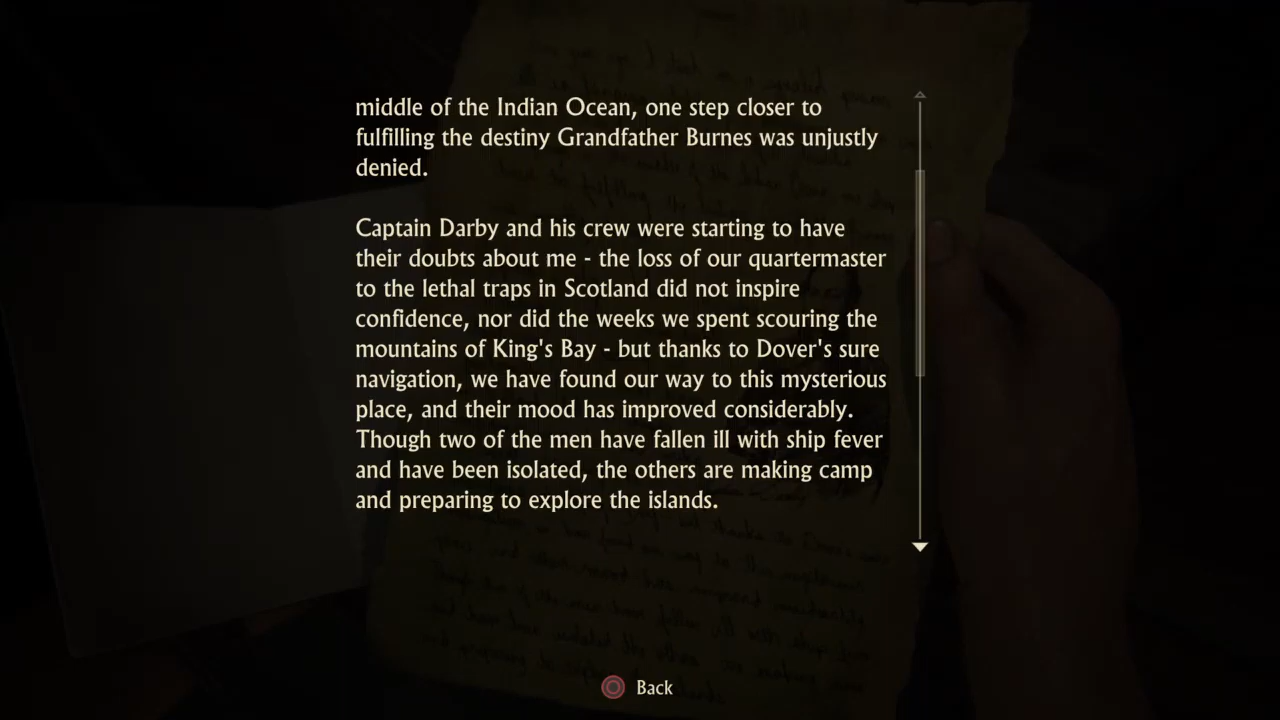 middle of the Indian Ocean, one step closer to
fulfilling the destiny Grandfather Burnes was unjustly
denied.
Captain Darby and his crew were starting to have
their doubts about me - the loss of our quartermaster
to the lethal traps in Scotland did not inspire
confidence, nor did the weeks we spent scouring the
mountains of King's Bay - but thanks to Dover's sure
navigation, we have found our way to this mysterious
place, and their mood has improved considerably.
Though two of the men have fallen ill with ship fever
and have been isolated, the others are making camp
and preparing to explore the islands.
Back